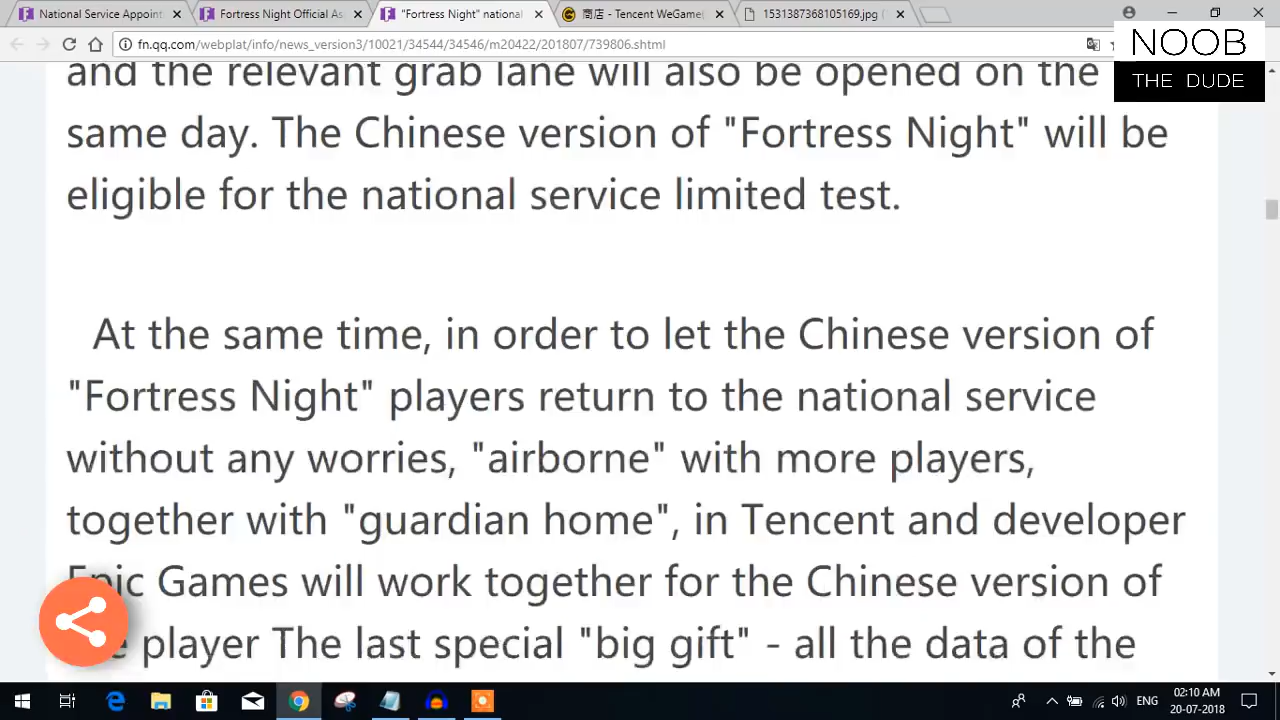 National Service Appoint
Fortress Night Official As
"Fortress Night" national
商店 - Tencent WeGame
1531387368105169.jpg (
fn.qq.com/webplat/info/news_version3/10021/34544/34546/m20422/201807/739806.shtml
NOOB
THE DUDE
and the relevant grab lane will also be opened on the
same day. The Chinese version of "Fortress Night" will be
eligible for the national service limited test.
At the same time, in order to let the Chinese version of
"Fortress Night" players return to the national service
without any worries, "airborne" with more players,
together with "guardian home", in Tencent and developer
Epic Games will work together for the Chinese version of
player The last special "big gift" - all the data of the
ENG
02:10 AM
20-07-2018